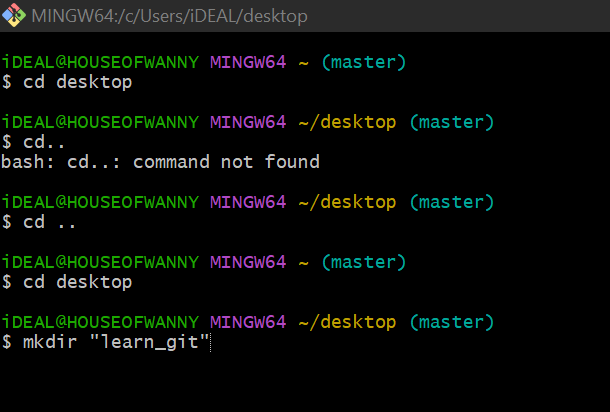 MINGW64:/c/Users/iDEAL/desktop
iDEAL@HOUSEOFWANNY MINGW64 ~ (master)
$ cd desktop
iDEAL@HOUSEOFWANNY MINGW64 ~/desktop (master)
$ cd..
bash: cd..: command not found
iDEAL@HOUSEOFWANNY MINGW64 ~/desktop (master)
$ cd ..
iDEAL@HOUSEOFWANNY MINGW64 ~ (master)
$ cd desktop
iDEAL@HOUSEOFWANNY MINGW64 ~/desktop (master)
$ mkdir "learn_git"